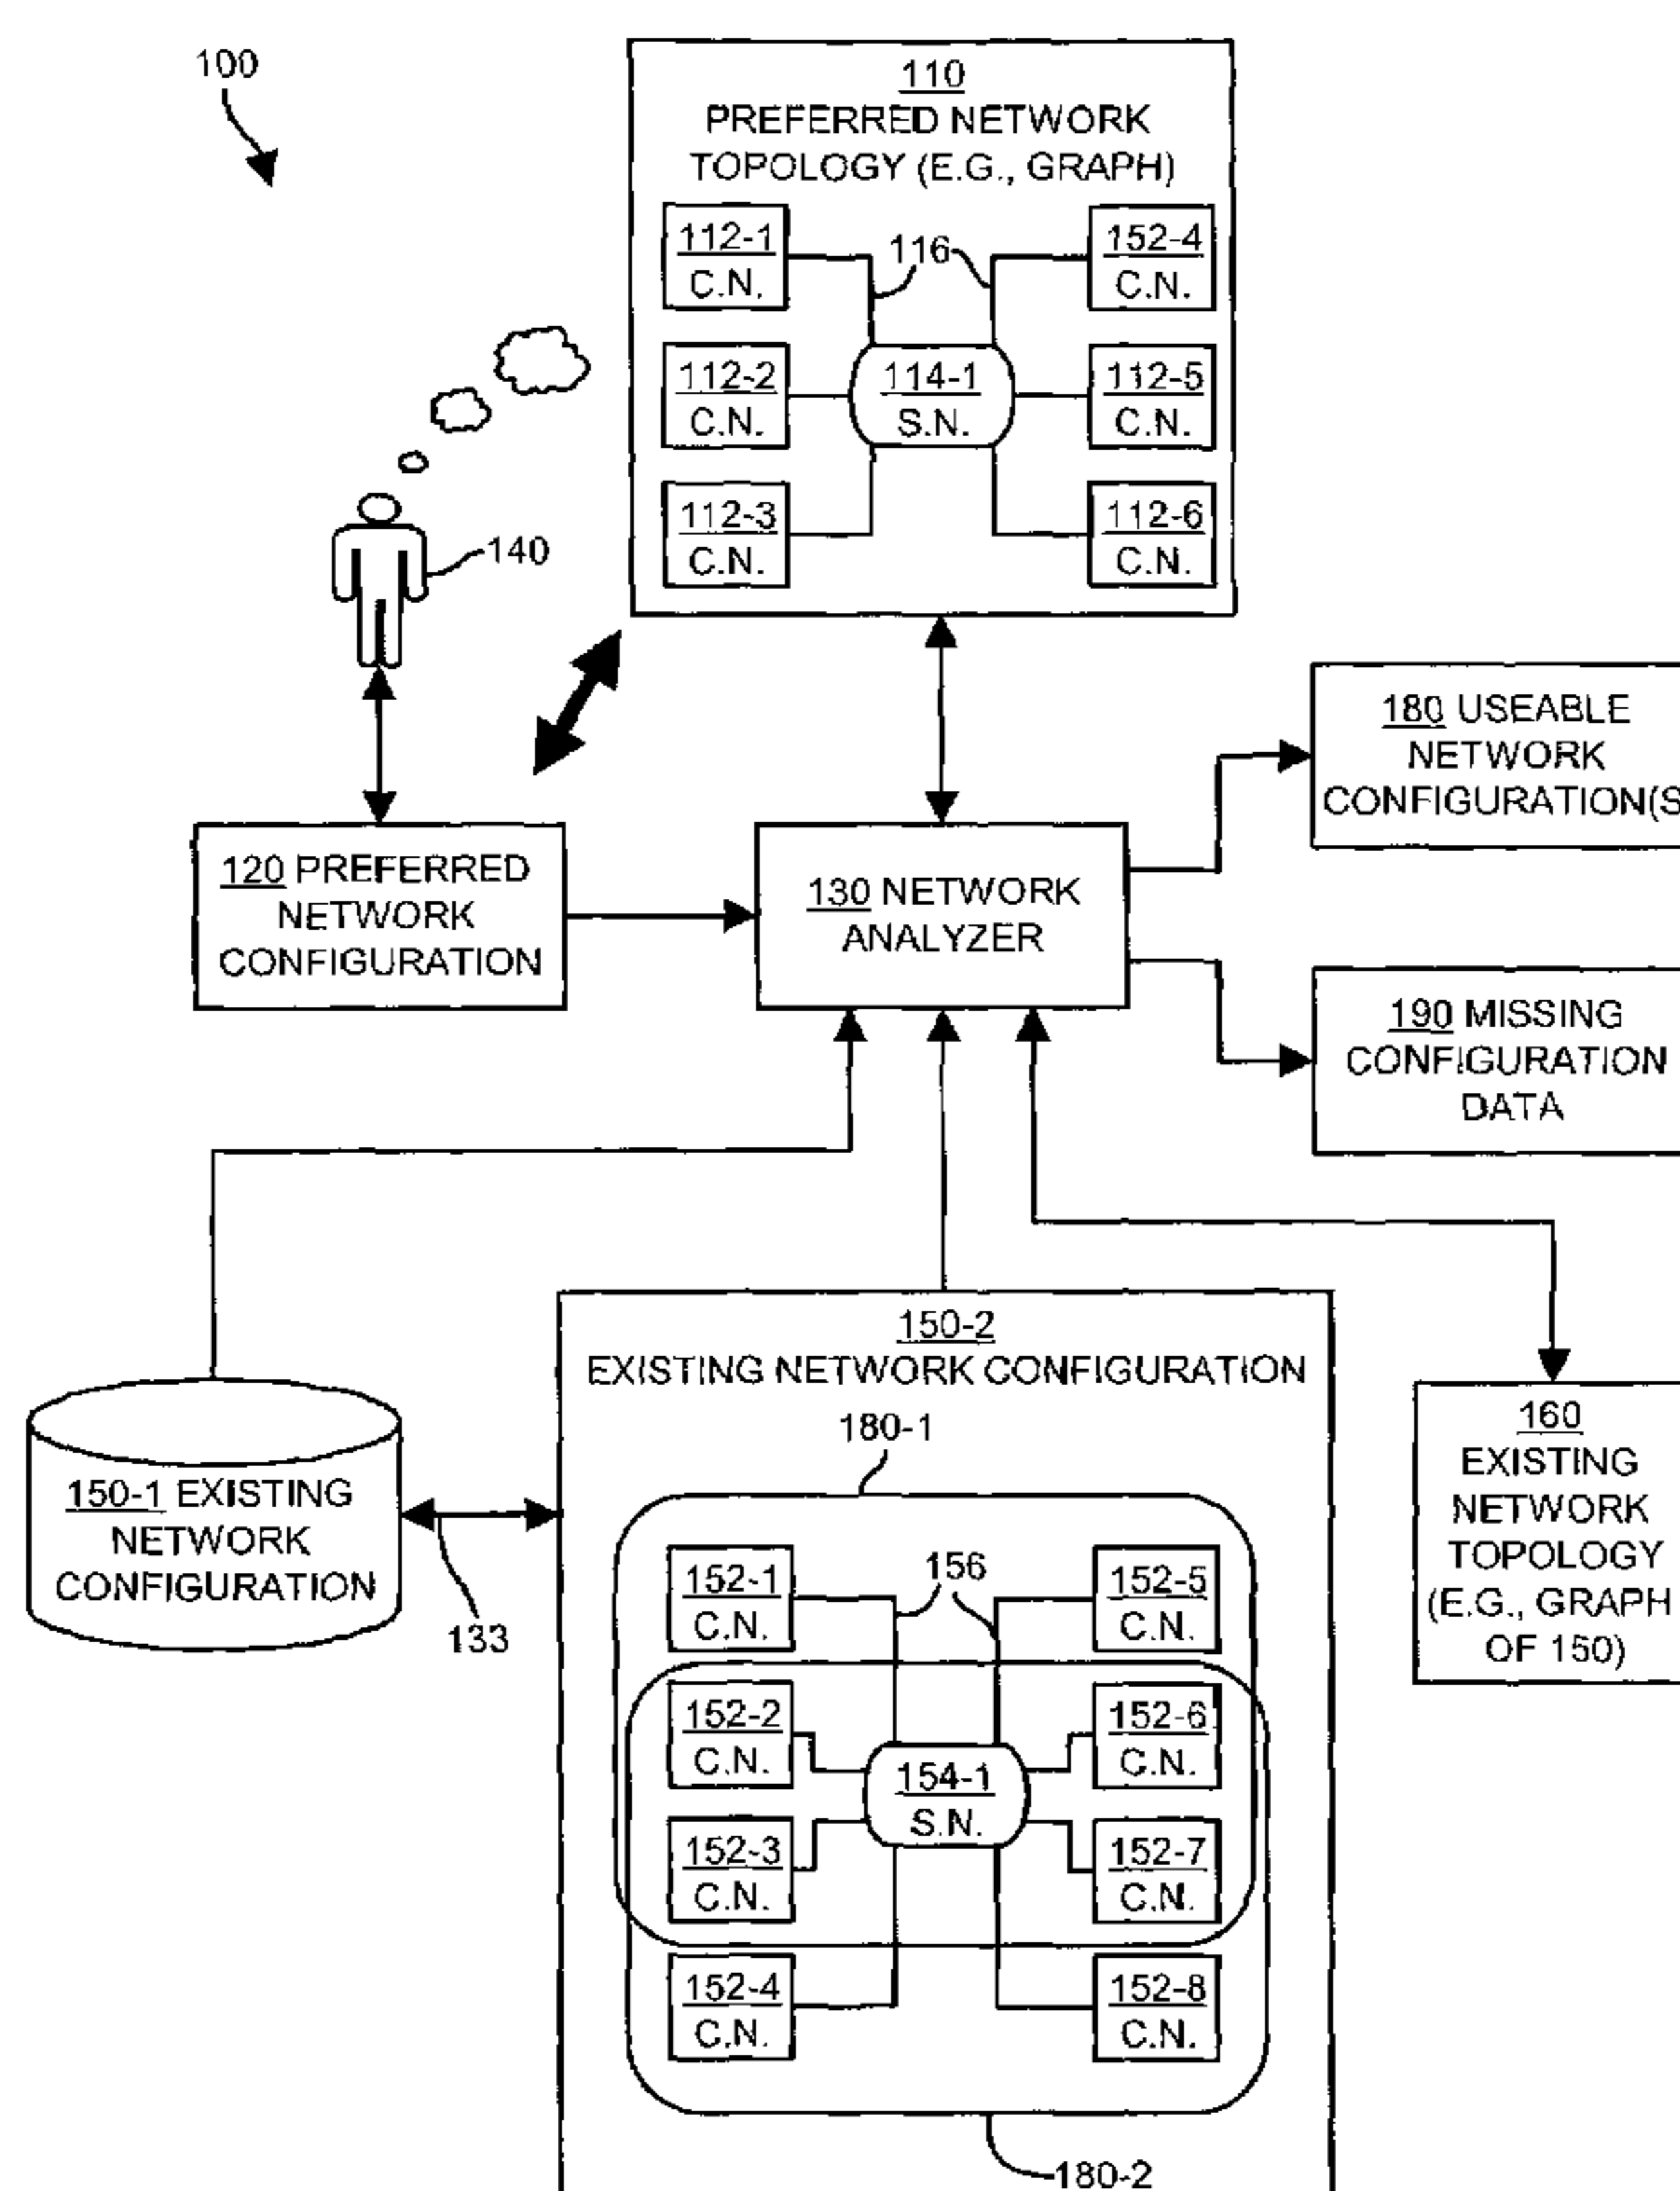 100
110
PREFERRED NETWORK
TOPOLOGY (E.G., GRAPH)
112-1
C.N.
116
152-4
C.N.
112-2
C.N.
114-1
S.N.
112-5
C.N.
112-3
C.N.
112-6
C.N.
140
180 USEABLE
NETWORK
CONFIGURATION(S
120 PREFERRED
NETWORK
CONFIGURATION
130 NETWORK
ANALYZER
190 MISSING
CONFIGURATION
DATA
150-2
EXISTING NETWORK CONFIGURATION
180-1
150-1 EXISTING
NETWORK
CONFIGURATION
133
160
EXISTING
NETWORK
TOPOLOGY
(E.G., GRAPH
OF 150)
152-1
C.N.
156
152-5
C.N.
152-2
C.N.
152-6
C.N.
154-1
S.N.
152-3
C.N.
152-7
C.N.
152-4
C.N.
152-8
C.N.
180-2